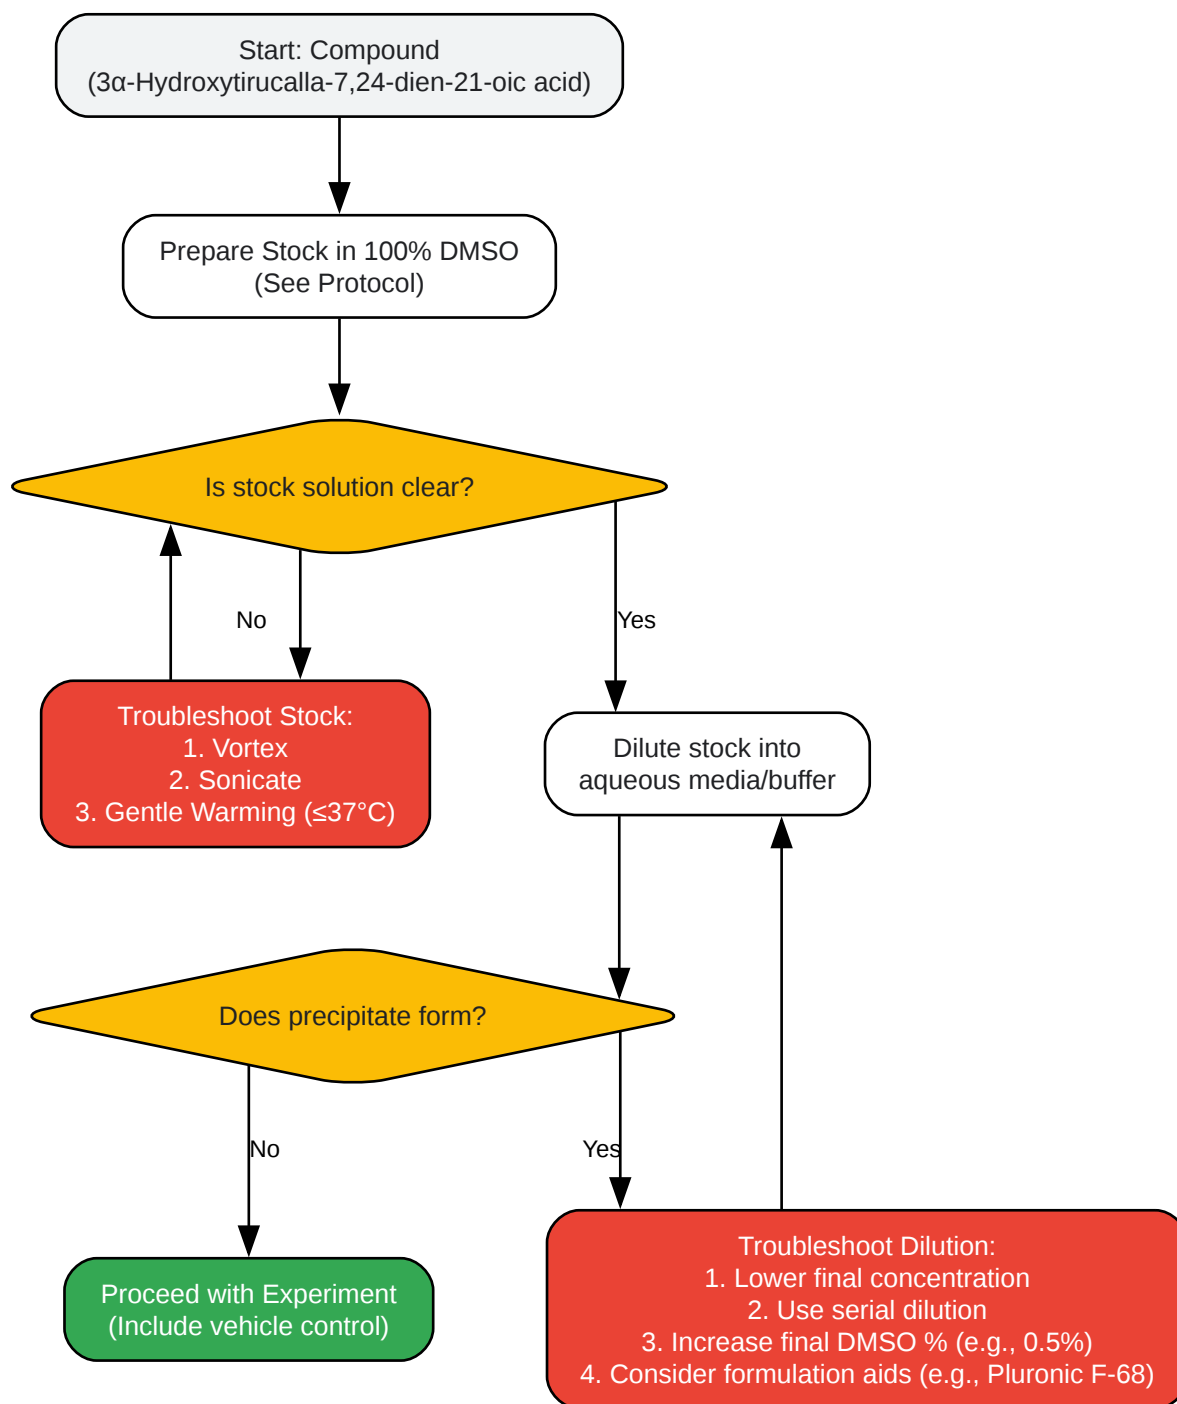 Start: Compound
(3α-Hydroxytirucalla-7,24-dien-21-oic acid)
Prepare Stock in 100% DMSO
(See Protocol)
Is stock solution clear?
No
Yes
Troubleshoot Stock:
1. Vortex
2. Sonicate
3. Gentle Warming (≤37°C)
Dilute stock into
aqueous media/buffer
Does precipitate form?
No
Yes
Proceed with Experiment
(Include vehicle control)
Troubleshoot Dilution:
1. Lower final concentration
2. Use serial dilution
3. Increase final DMSO % (e.g., 0.5%)
4. Consider formulation aids (e.g., Pluronic F-68)